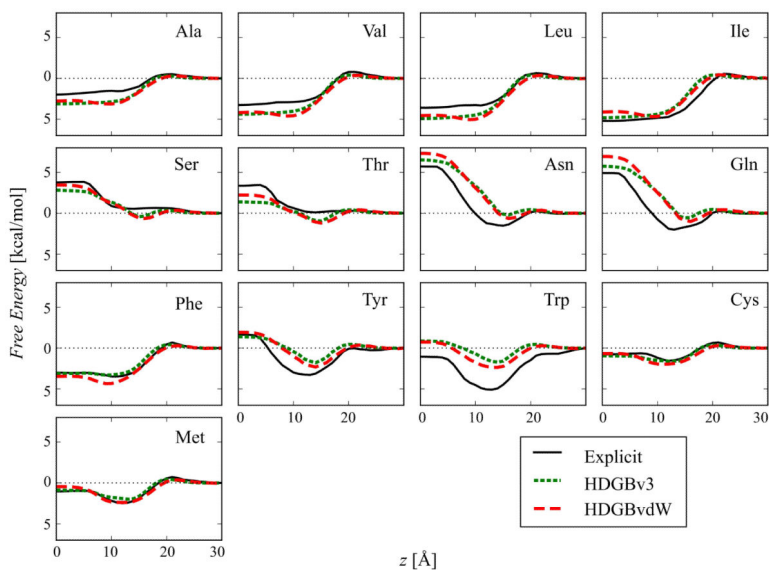 Ala Val Leu Ile
5 0 5
Ser Thr Asn Gln
5 0 5
Phe Tyr Trp Cys
5 0 5
0 10 20 30 0 10 20 30 0 10 20 30
Met
5 0 5
0 10 20 30
Explicit
HDGBv3
HDGBvdW
Free Energy [kcal/mol]
z [Å]